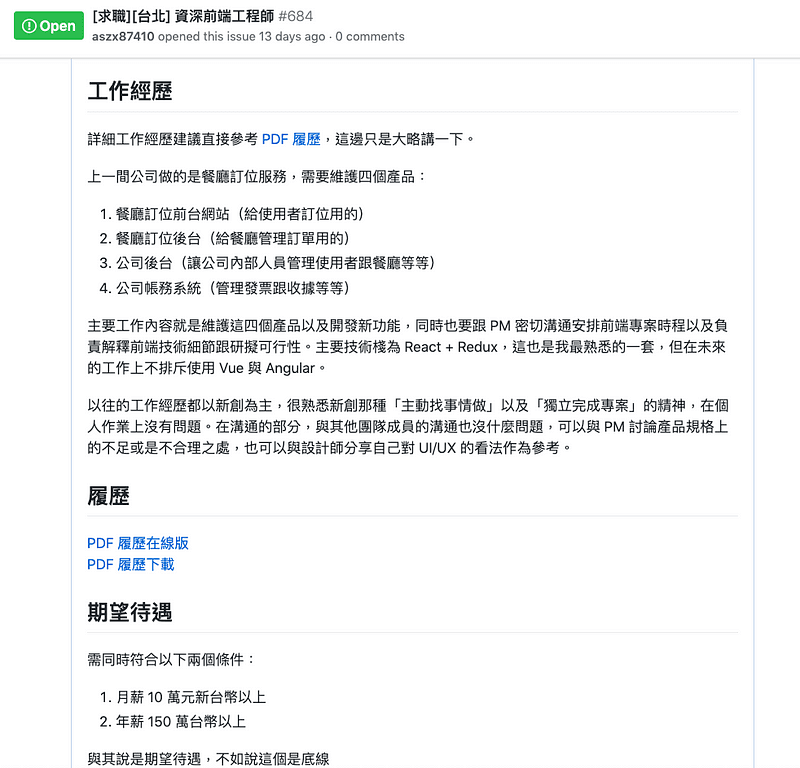 Open
[求職][台北] 資深前端工程師 #684
aszx87410 opened this issue 13 days ago · 0 comments
工作經歷
詳細工作經歷建議直接參考 PDF 履歷，這邊只是大略講一下。
上一間公司做的是餐廳訂位服務，需要維護四個產品：
1. 餐廳訂位前台網站（給使用者訂位用的）
2. 餐廳訂位後台（給餐廳管理訂單用的）
3. 公司後台（讓公司內部人員管理使用者跟餐廳等等）
4. 公司帳務系統（管理發票跟收據等等）
主要工作內容就是維護這四個產品以及開發新功能，同時也要跟 PM 密切溝通安排前端專案時程以及負
責解釋前端技術細節跟研擬可行性。主要技術棧為 React + Redux，這也是我最熟悉的一套，但在未來
的工作上不排斥使用 Vue 與 Angular。
以往的工作經歷都以新創為主，很熟悉新創那種「主動找事情做」以及「獨立完成專案」的精神，在個
人作業上沒有問題。在溝通的部分，與其他團隊成員的溝通也沒什麼問題，可以與 PM 討論產品規格上
的不足或是不合理之處，也可以與設計師分享自己對 UI/UX 的看法作為參考。
履歷
PDF 履歷在線版
PDF 履歷下載
期望待遇
需同時符合以下兩個條件：
1. 月薪 10 萬元新台幣以上
2. 年薪 150 萬台幣以上
與其說是期望待遇，不如說這個是底線